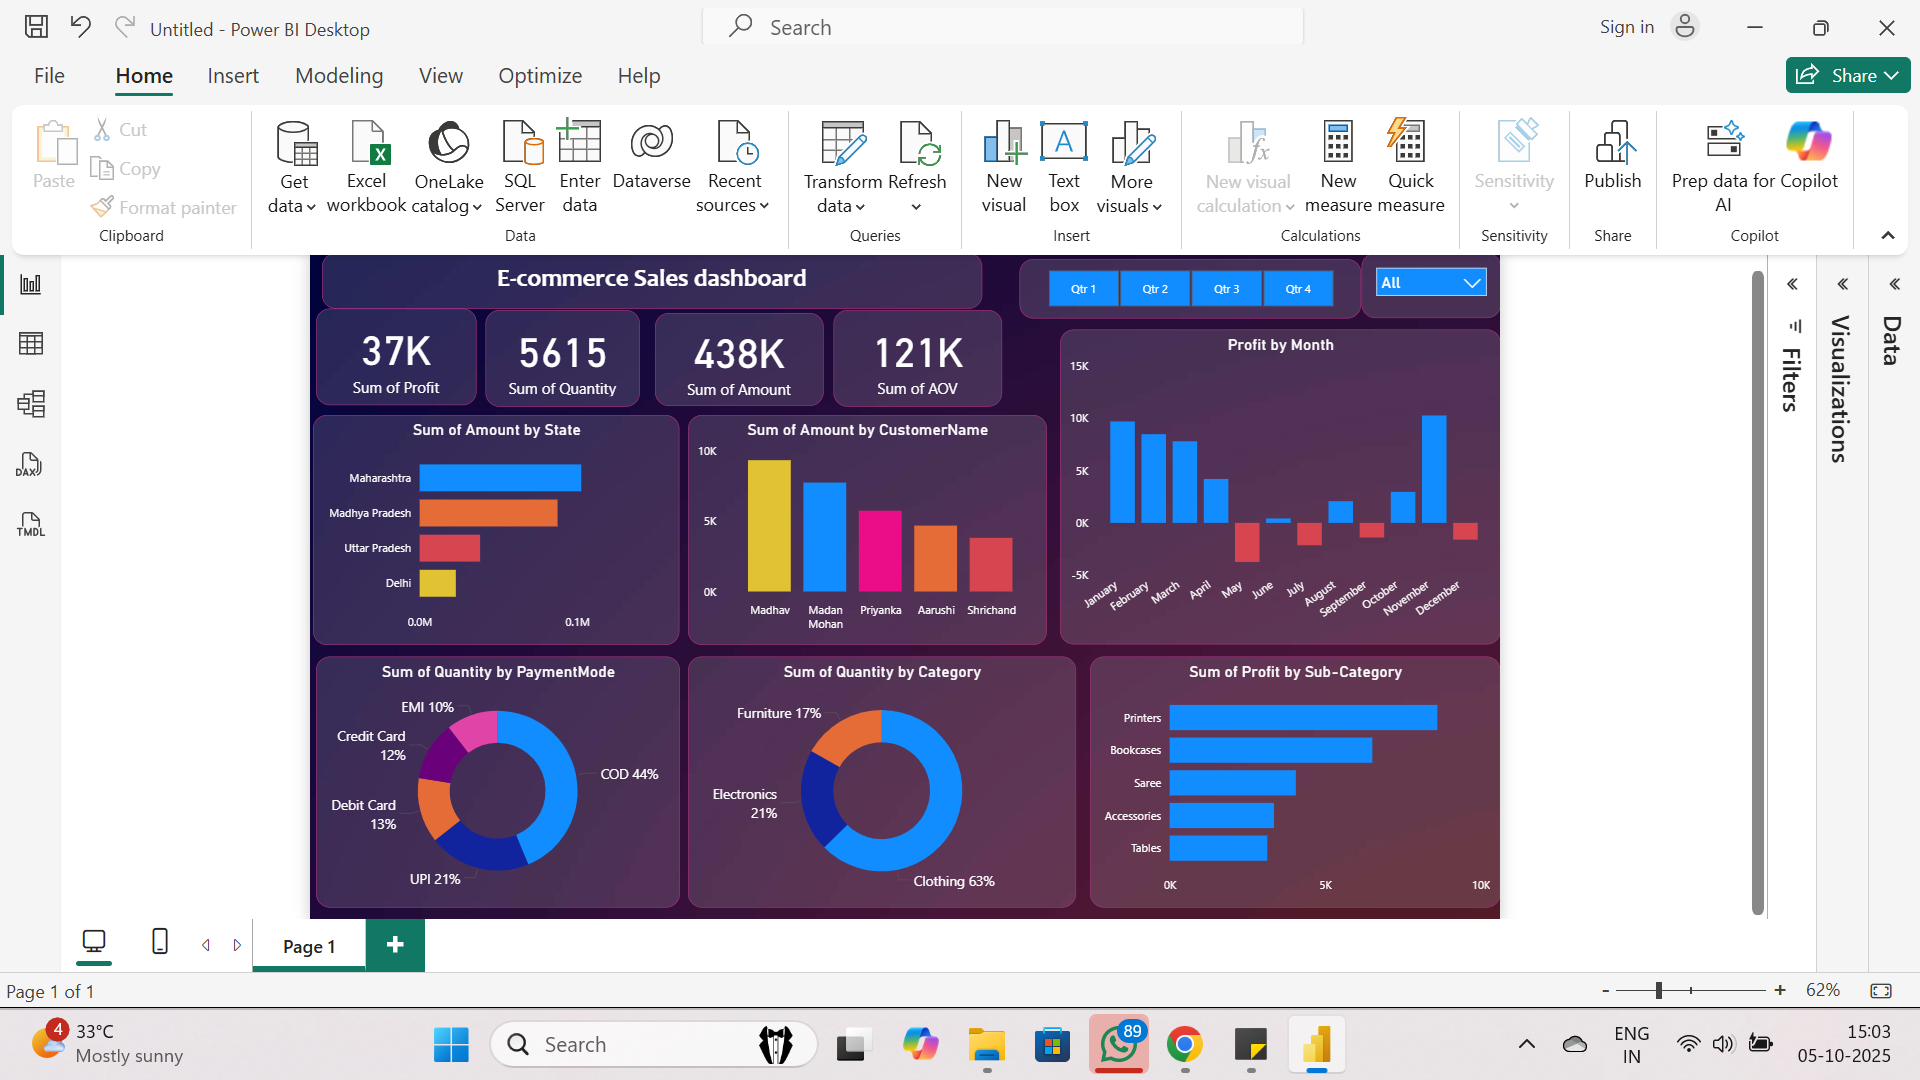 Untitled - Power BI Desktop
Search
Sign in
File
Home
Insert
Modeling
View
Optimize
Help
Share
Paste
Cut
Copy
Format painter
Clipboard
Get data
Excel workbook
OneLake catalog
SQL Server
Enter data
Dataverse
Recent sources
Data
Transform data
Refresh
Queries
New visual
Text box
More visuals
Insert
New visual calculation
New measure
Quick measure
Calculations
Sensitivity
Sensitivity
Publish
Share
Prep data for AI
Copilot
Copilot
DAX
TMDL
E-commerce Sales dashboard
Qtr 1
Qtr 2
Qtr 3
Qtr 4
All
37K
Sum of Profit
5615
Sum of Quantity
438K
Sum of Amount
121K
Sum of AOV
Profit by Month
15K
10K
5K
0K
-5K
January
February
March
April
May
June
July
August
September
October
November
December
Sum of Amount by State
Maharashtra
Madhya Pradesh
Uttar Pradesh
Delhi
0.0M
0.1M
Sum of Amount by CustomerName
10K
5K
0K
Madhav
Madan
Mohan
Priyanka
Aarushi
Shrichand
Sum of Quantity by PaymentMode
EMI 10%
Credit Card
12%
Debit Card
13%
UPI 21%
COD 44%
Sum of Quantity by Category
Furniture 17%
Electronics
21%
Clothing 63%
Sum of Profit by Sub-Category
Printers
Bookcases
Saree
Accessories
Tables
0K
5K
10K
Filters
Visualizations
Data
Page 1
Page 1 of 1
62%
4
33°C
Mostly sunny
Search
89
ENG
IN
15:03
05-10-2025